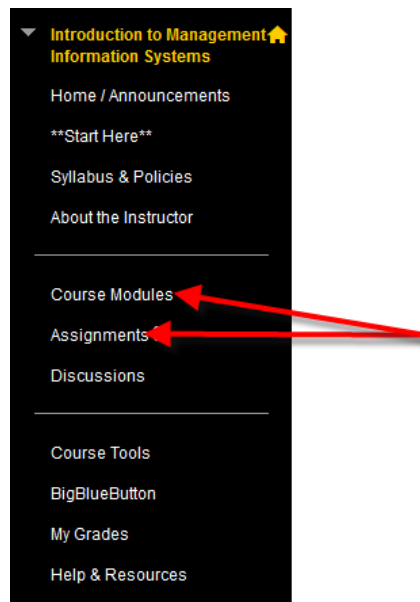 Introduction to Management
Information Systems
Home / Announcements
**Start Here**
Syllabus & Policies
About the Instructor
Course Modules
Assignments
Discussions
Course Tools
BigBlueButton
My Grades
Help & Resources